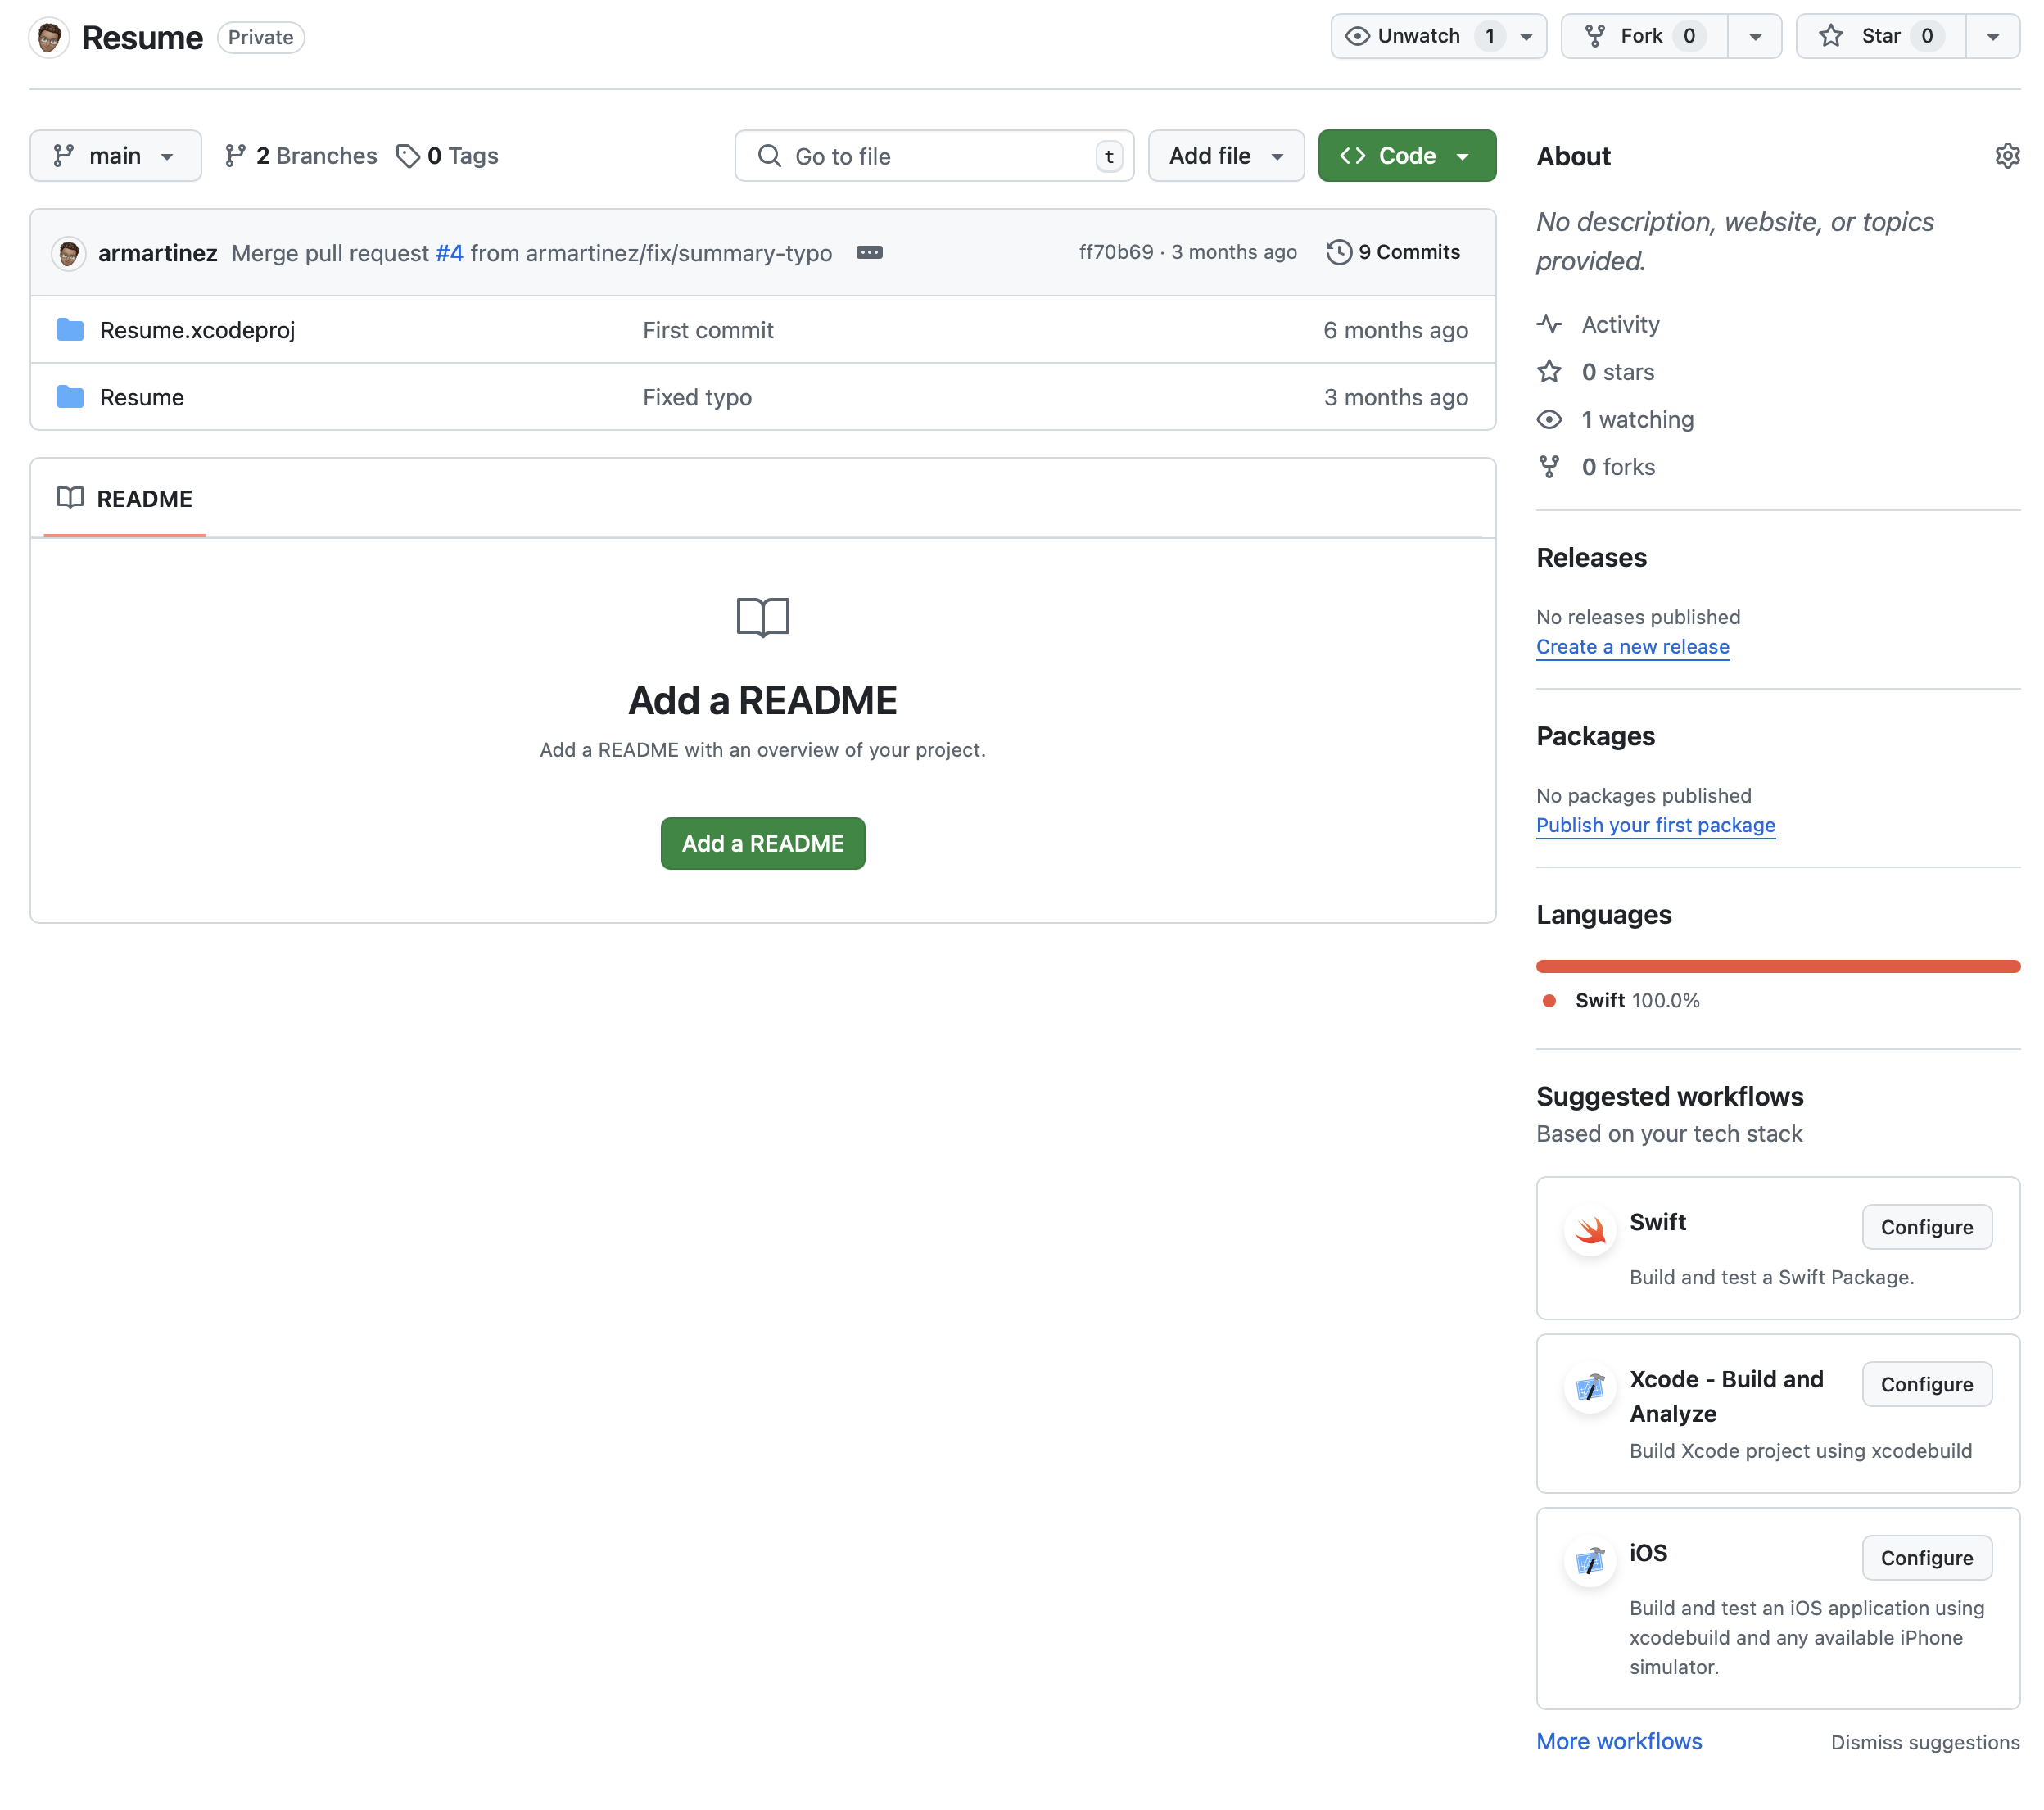 Resume Private
Unwatch 1
Fork 0
Star 0
main
2 Branches
0 Tags
Go to file t
Add file
Code
armartinez Merge pull request #4 from armartinez/fix/summary-typo
ff70b69 · 3 months ago
9 Commits
Resume.xcodeproj First commit 6 months ago
Resume Fixed typo 3 months ago
README
Add a README
Add a README with an overview of your project.
Add a README
About
No description, website, or topics
provided.
Activity
0 stars
1 watching
0 forks
Releases
No releases published
Create a new release
Packages
No packages published
Publish your first package
Languages
Swift 100.0%
Suggested workflows
Based on your tech stack
Swift
Configure
Build and test a Swift Package.
Xcode - Build and
Analyze
Configure
Build Xcode project using xcodebuild
iOS
Configure
Build and test an iOS application using
xcodebuild and any available iPhone
simulator.
More workflows
Dismiss suggestions